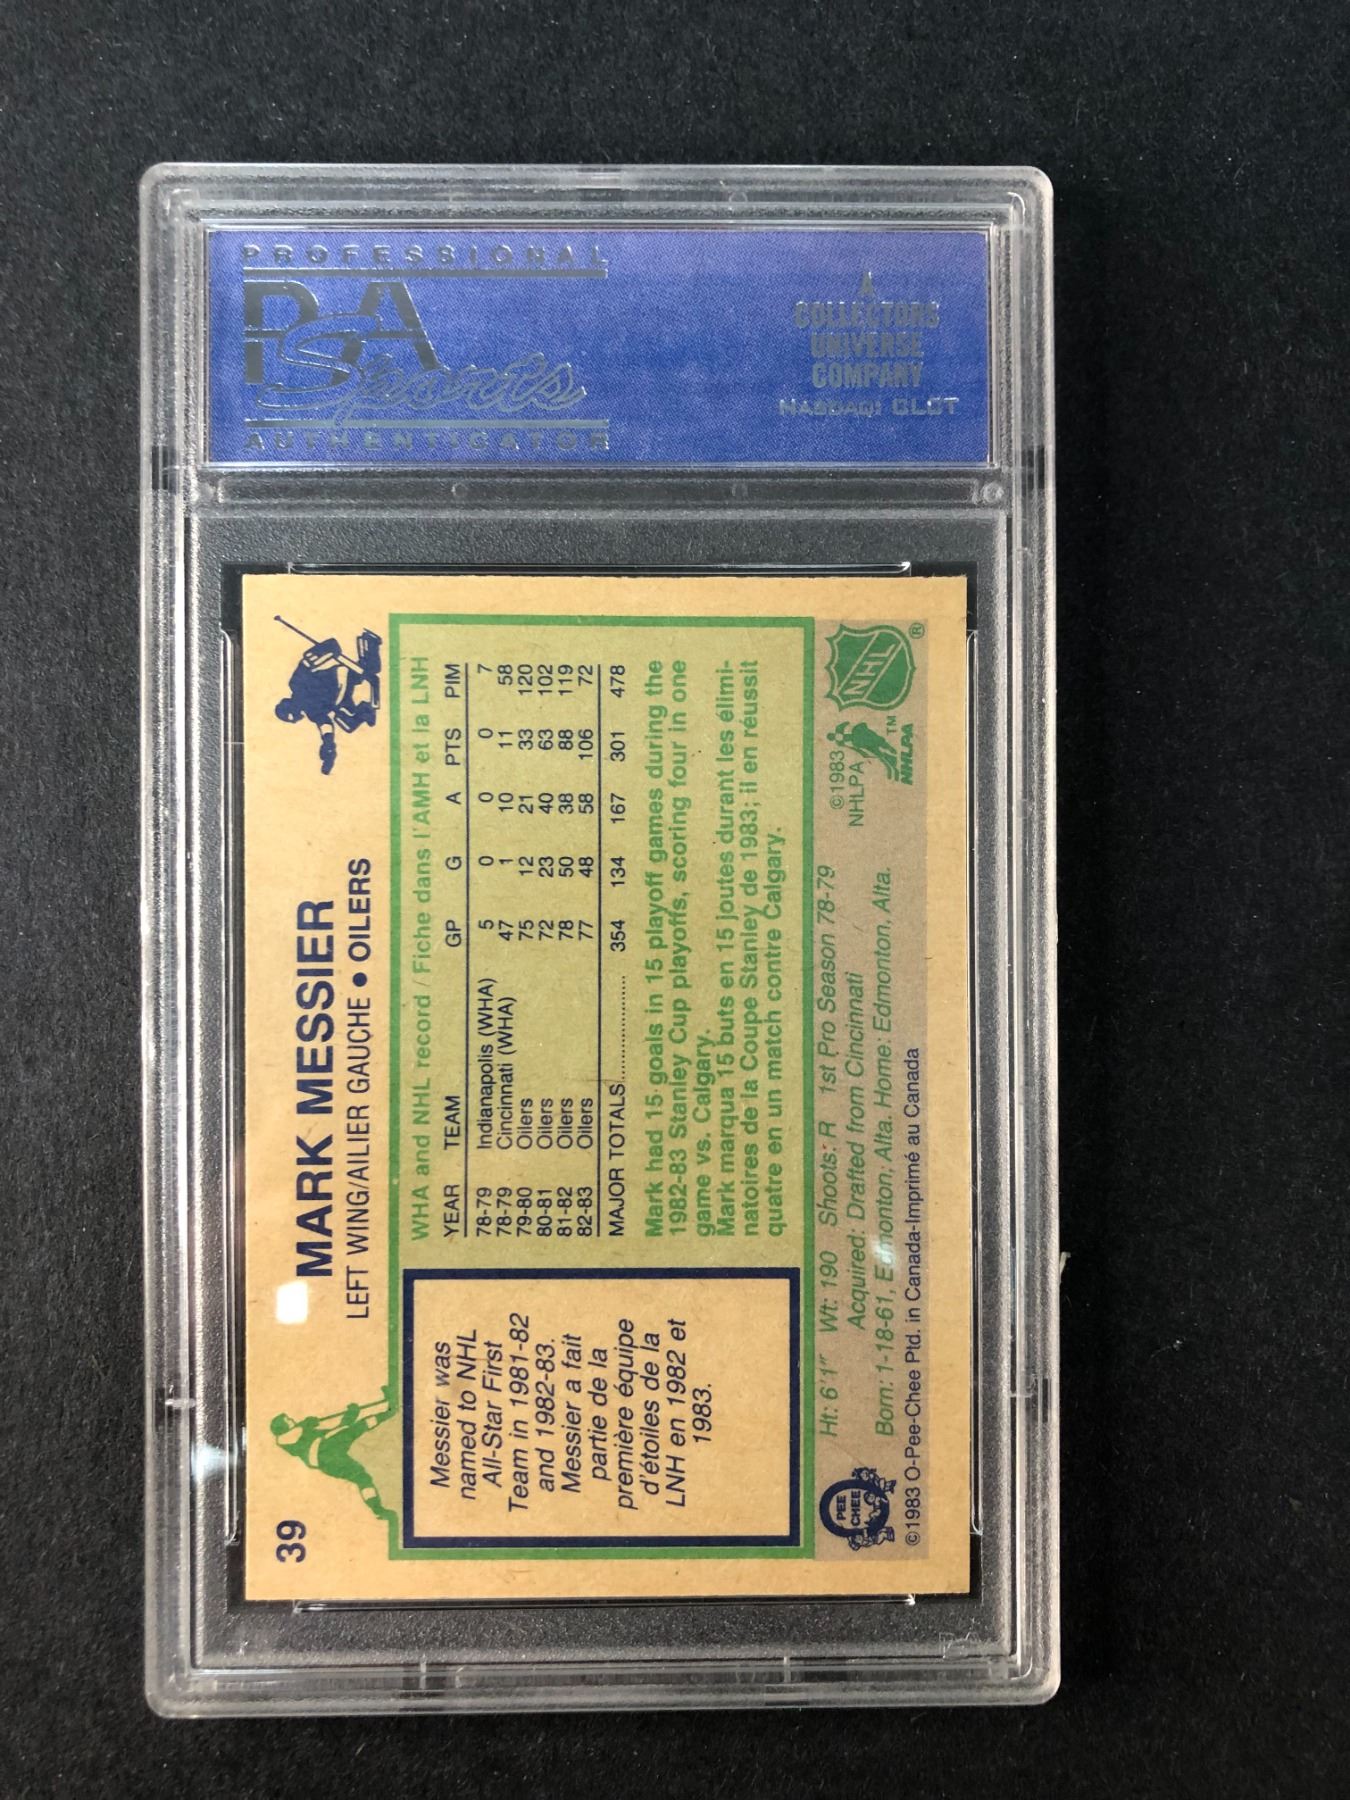 PROFESSIONAL
PSA
Sports
AUTHENTICATOR
A
COLLECTORS
UNIVERSE
COMPANY
NASDAQ: CLCT
39
MARK MESSIER
LEFT WING/AILIER GAUCHE • OILERS
Messier was
named to NHL
All-Star First
Team in 1981-82
and 1982-83.
Messier a fait
partie de la
première équipe
d'étoiles de la
LNH en 1982 et
1983.
WHA and NHL record / Fiche dans l'AMH et la LNH
YEAR TEAM GP G A PTS PIM
78-79 Indianapolis (WHA) 5 0 0 0 7
78-79 Cincinnati (WHA) 47 1 10 11 58
79-80 Oilers 75 12 21 33 120
80-81 Oilers 72 23 40 63 102
81-82 Oilers 78 50 38 88 119
82-83 Oilers 77 48 58 106 72
MAJOR TOTALS............ 354 134 167 301 478
Mark had 15 goals in 15 playoff games during the
1982-83 Stanley Cup playoffs, scoring four in one
game vs. Calgary.
Mark marqua 15 buts en 15 joutes durant les élimi-
natoires de la Coupe Stanley de 1983; il en réussit
quatre en un match contre Calgary.
Ht: 6'1" Wt: 190 Shoots: R 1st Pro Season 78-79
Acquired: Drafted from Cincinnati
Born: 1-18-61, Edmonton, Alta. Home: Edmonton, Alta.
©1983 O-Pee-Chee Ptd. in Canada-Imprimé au Canada
O
PEE
CHEE
©1983
NHLPA
NHLPA
TM
NHL
®